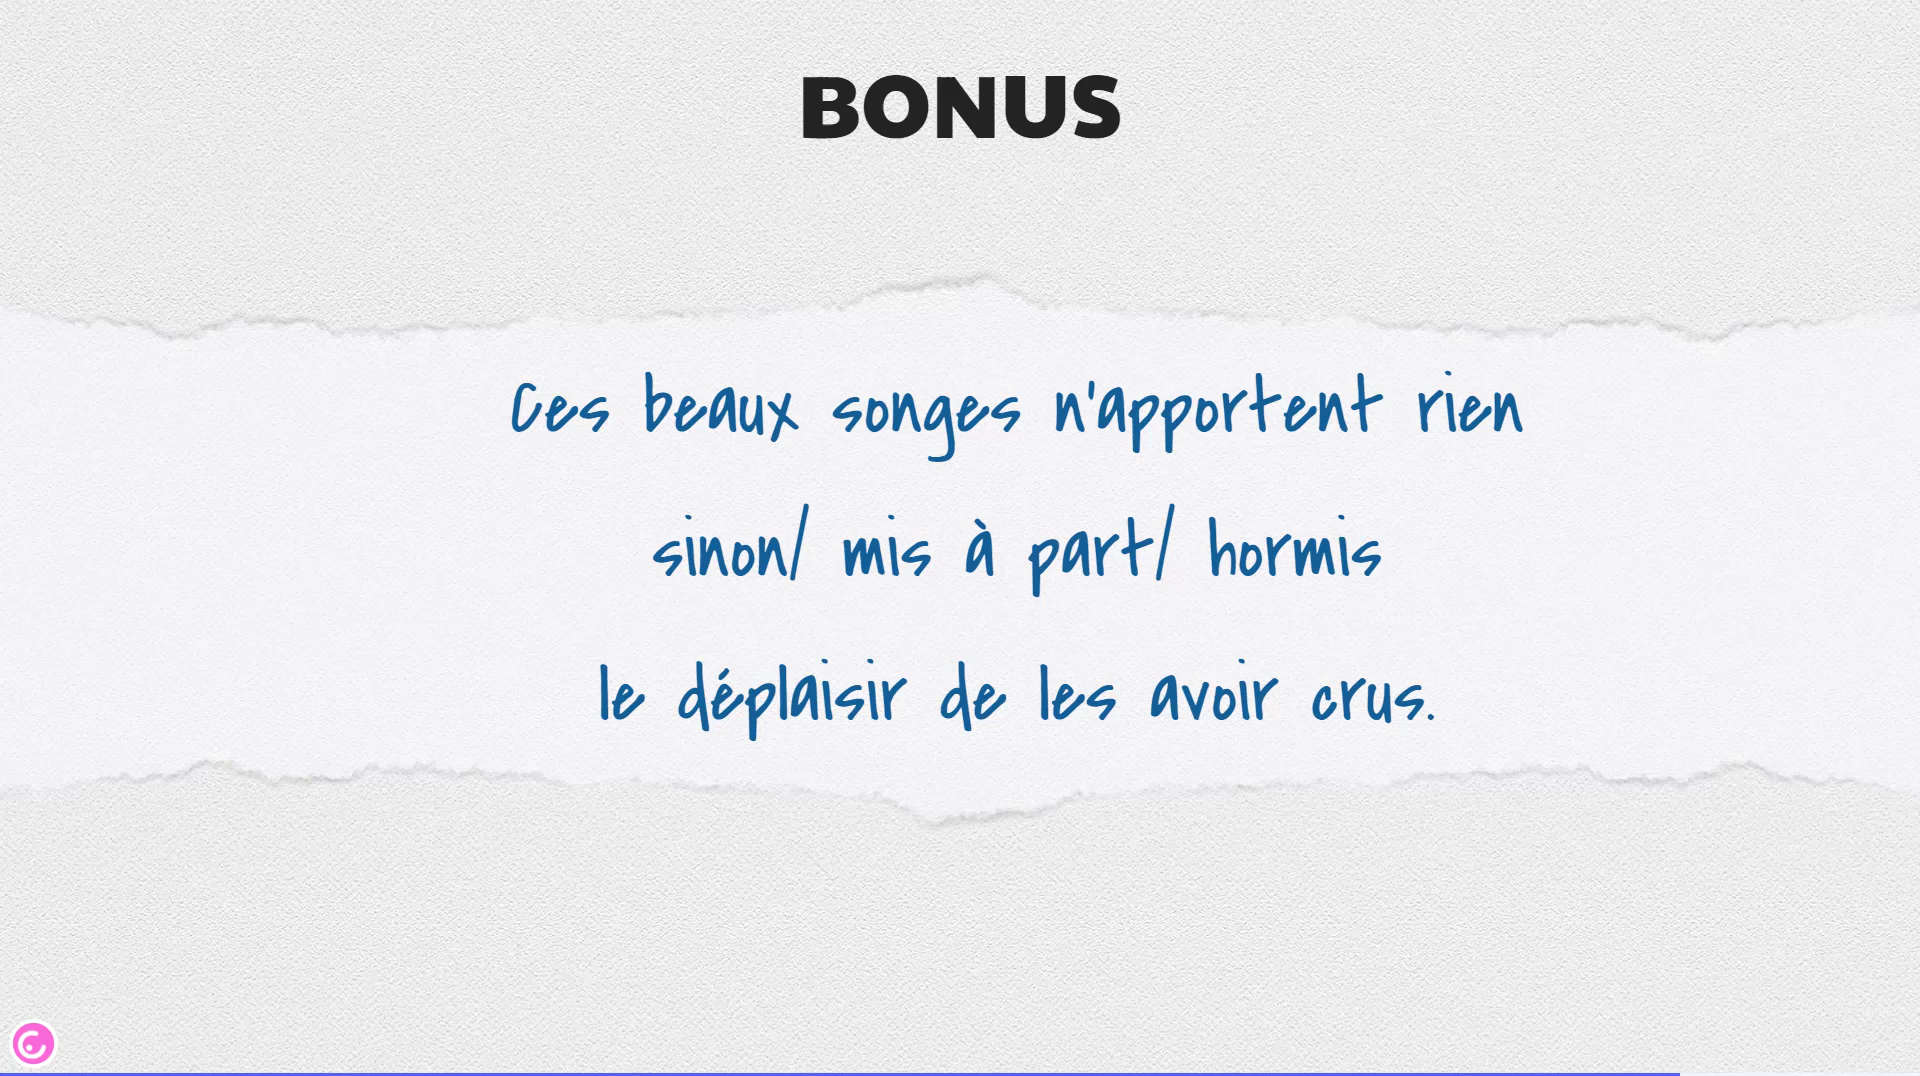 BONUS
Ces beaux songes n'apportent rien
sinon/ mis à part/ hormis
le déplaisir de les avoir crus.